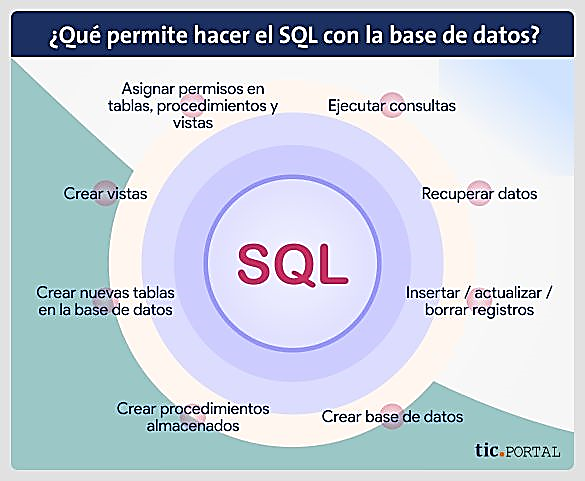 ¿Qué permite hacer el SQL con la base de datos?
Asignar permisos en
tablas, procedimientos y
vistas
Ejecutar consultas
Crear vistas
Recuperar datos
SQL
Crear nuevas tablas
en la base de datos
Insertar / actualizar /
borrar registros
Crear procedimientos
almacenados
Crear base de datos
tic.PORTAL